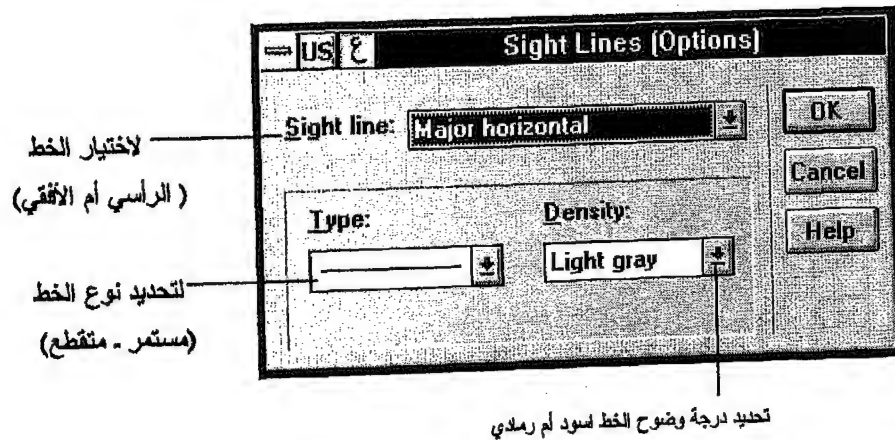 US ع Sight Lines (Options)
Sight line: Major horizontal
OK
Cancel
Help
Type:
Density:
Light gray
لاختيار الخط
( الرأسي أم الأفقي)
لتحديد نوع الخط
(مستمر - متقطع)
تحديد درجة وضوح الخط اسود أم رمادي